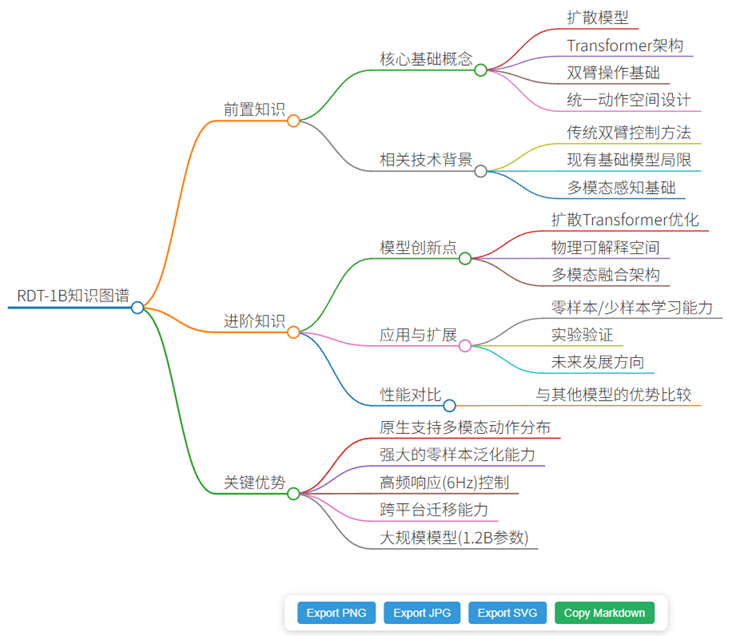 RDT-1B知识图谱
前置知识
核心基础概念
扩散模型
Transformer架构
双臂操作基础
统一动作空间设计
相关技术背景
传统双臂控制方法
现有基础模型局限
多模态感知基础
进阶知识
模型创新点
扩散Transformer优化
物理可解释空间
多模态融合架构
应用与扩展
零样本/少样本学习能力
实验验证
未来发展方向
性能对比
与其他模型的优势比较
关键优势
原生支持多模态动作分布
强大的零样本泛化能力
高频响应(6Hz)控制
跨平台迁移能力
大规模模型(1.2B参数)
Export PNG
Export JPG
Export SVG
Copy Markdown